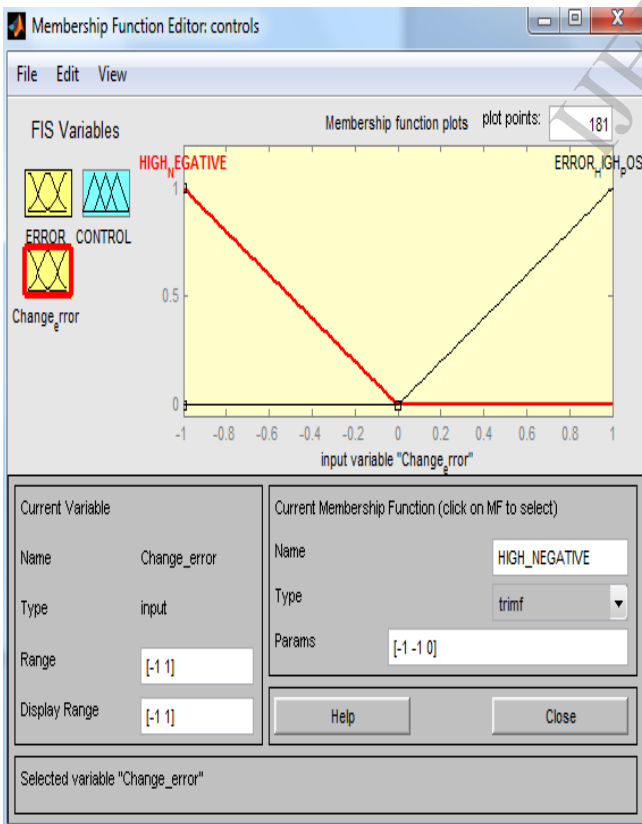 Membership Function Editor: controls
File Edit View
FIS Variables
Membership function plots plot points: 181
HIGH_NEGATIVE ERROR_HIGH_POS
ERROR CONTROL
Change_error
1
0.5
0
-1 -0.8 -0.6 -0.4 -0.2 0 0.2 0.4 0.6 0.8 1
input variable "Change_error"
Current Variable
Name Change_error
Type input
Range [-1 1]
Display Range [-1 1]
Current Membership Function (click on MF to select)
Name HIGH_NEGATIVE
Type trimf
Params [-1 -1 0]
Help Close
Selected variable "Change_error"